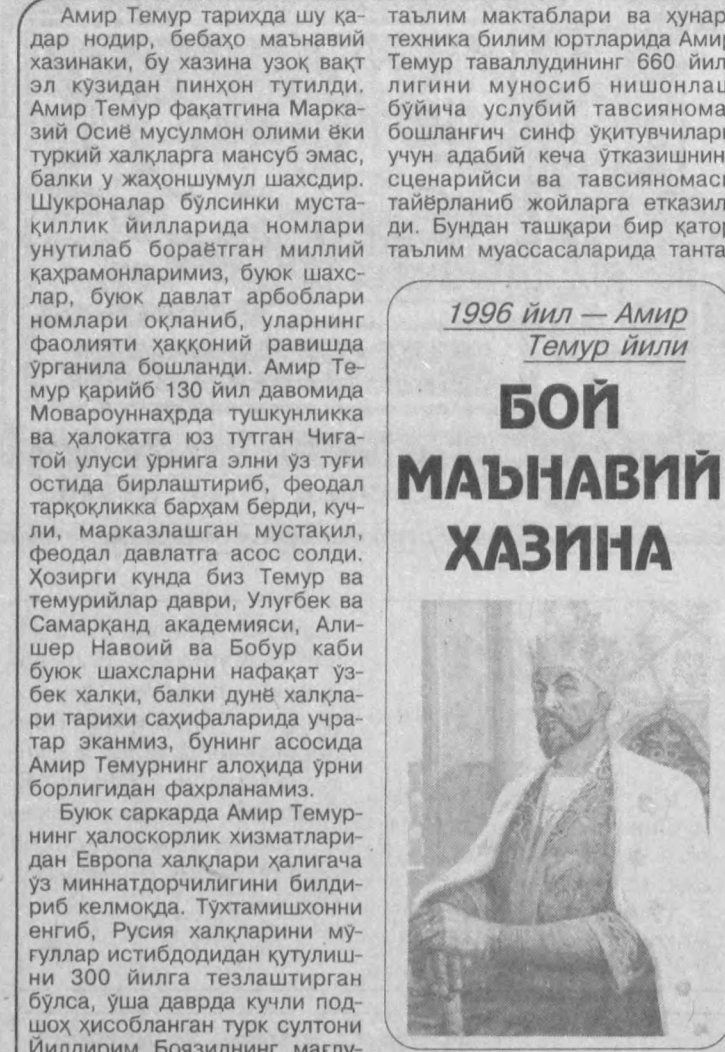 Амир Темур тарихда шу қа-
дар нодир, бебаҳо маънавий
хазинаки, бу хазина узоқ вақт
эл кўзидан пинҳон тутилди.
Амир Темур фақатгина Марка-
зий Осиё мусулмон олими ёки
туркий халқларга мансуб эмас,
балки у жаҳоншумул шахсдир.
Шукроналар бўлсинки муста-
қиллик йилларида номлари
унутилаб бораётган миллий
қаҳрамонларимиз, буюк шахс-
лар, буюк давлат арбоблари
номлари оқланиб, уларнинг
фаолияти ҳаққоний равишда
ўрганила бошланди. Амир Те-
мур қарийб 130 йил давомида
Мовароуннаҳрда тушкунликка
ва ҳалокатга юз тутган Чиға-
той улуси ўрнига элни ўз туғи
остида бирлаштириб, феодал
тарқоқликка барҳам берди, куч-
ли, марказлашган мустақил,
феодал давлатга асос солди.
Ҳозирги кунда биз Темур ва
темурийлар даври, Улуғбек ва
Самарқанд академияси, Али-
шер Навоий ва Бобур каби
буюк шахсларни нафақат ўз-
бек халқи, балки дунё халқла-
ри тарихи саҳифаларида учра-
тар эканмиз, бунинг асосида
Амир Темурнинг алоҳида ўрни
борлигидан фахрланамиз.
Буюк саркарда Амир Темур-
нинг ҳалоскорлик хизматлари-
дан Европа халқлари ҳалигача
ўз миннатдорчилигини билди-
риб келмоқда. Тўхтамишхонни
енгиб, Русия халқларини мў-
ғуллар истибдодидан қутулиш-
ни 300 йилга тезлаштирган
бўлса, ўша даврда кучли под-
шоҳ ҳисобланган турк султони
Йилдирим Боязиднинг мағлу-
таълим мактаблари ва ҳунар
техника билим юртларида Амир
Темур таваллудининг 660 йил
лигини муносиб нишонлаш
бўйича услубий тавсиянома,
бошланғич синф ўқитувчилари
учун адабий кеча ўтказишнинг
сценарийси ва тавсияномаси
тайёрланиб жойларга етказил
ди. Бундан ташқари бир қатор
таълим муассасаларида танта
1996 йил — Амир
Темур йили
БОЙ
МАЪНАВИЙ
ХАЗИНА